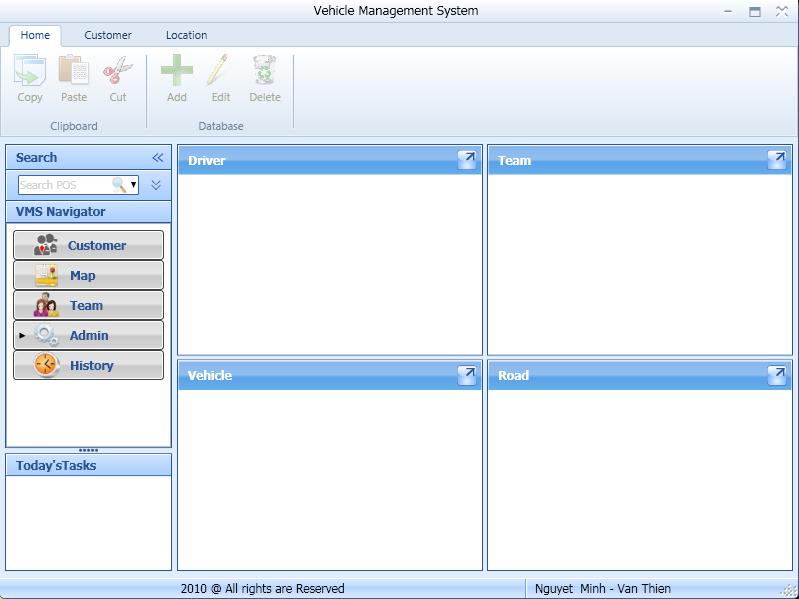 Vehicle Management System
Home Customer Location
Copy Paste Cut Add Edit Delete
Clipboard Database
Search
Search POS
VMS Navigator
Customer
Map
Team
Admin
History
Today'sTasks
Driver
Team
Vehicle
Road
2010 @ All rights are Reserved
Nguyet Minh - Van Thien